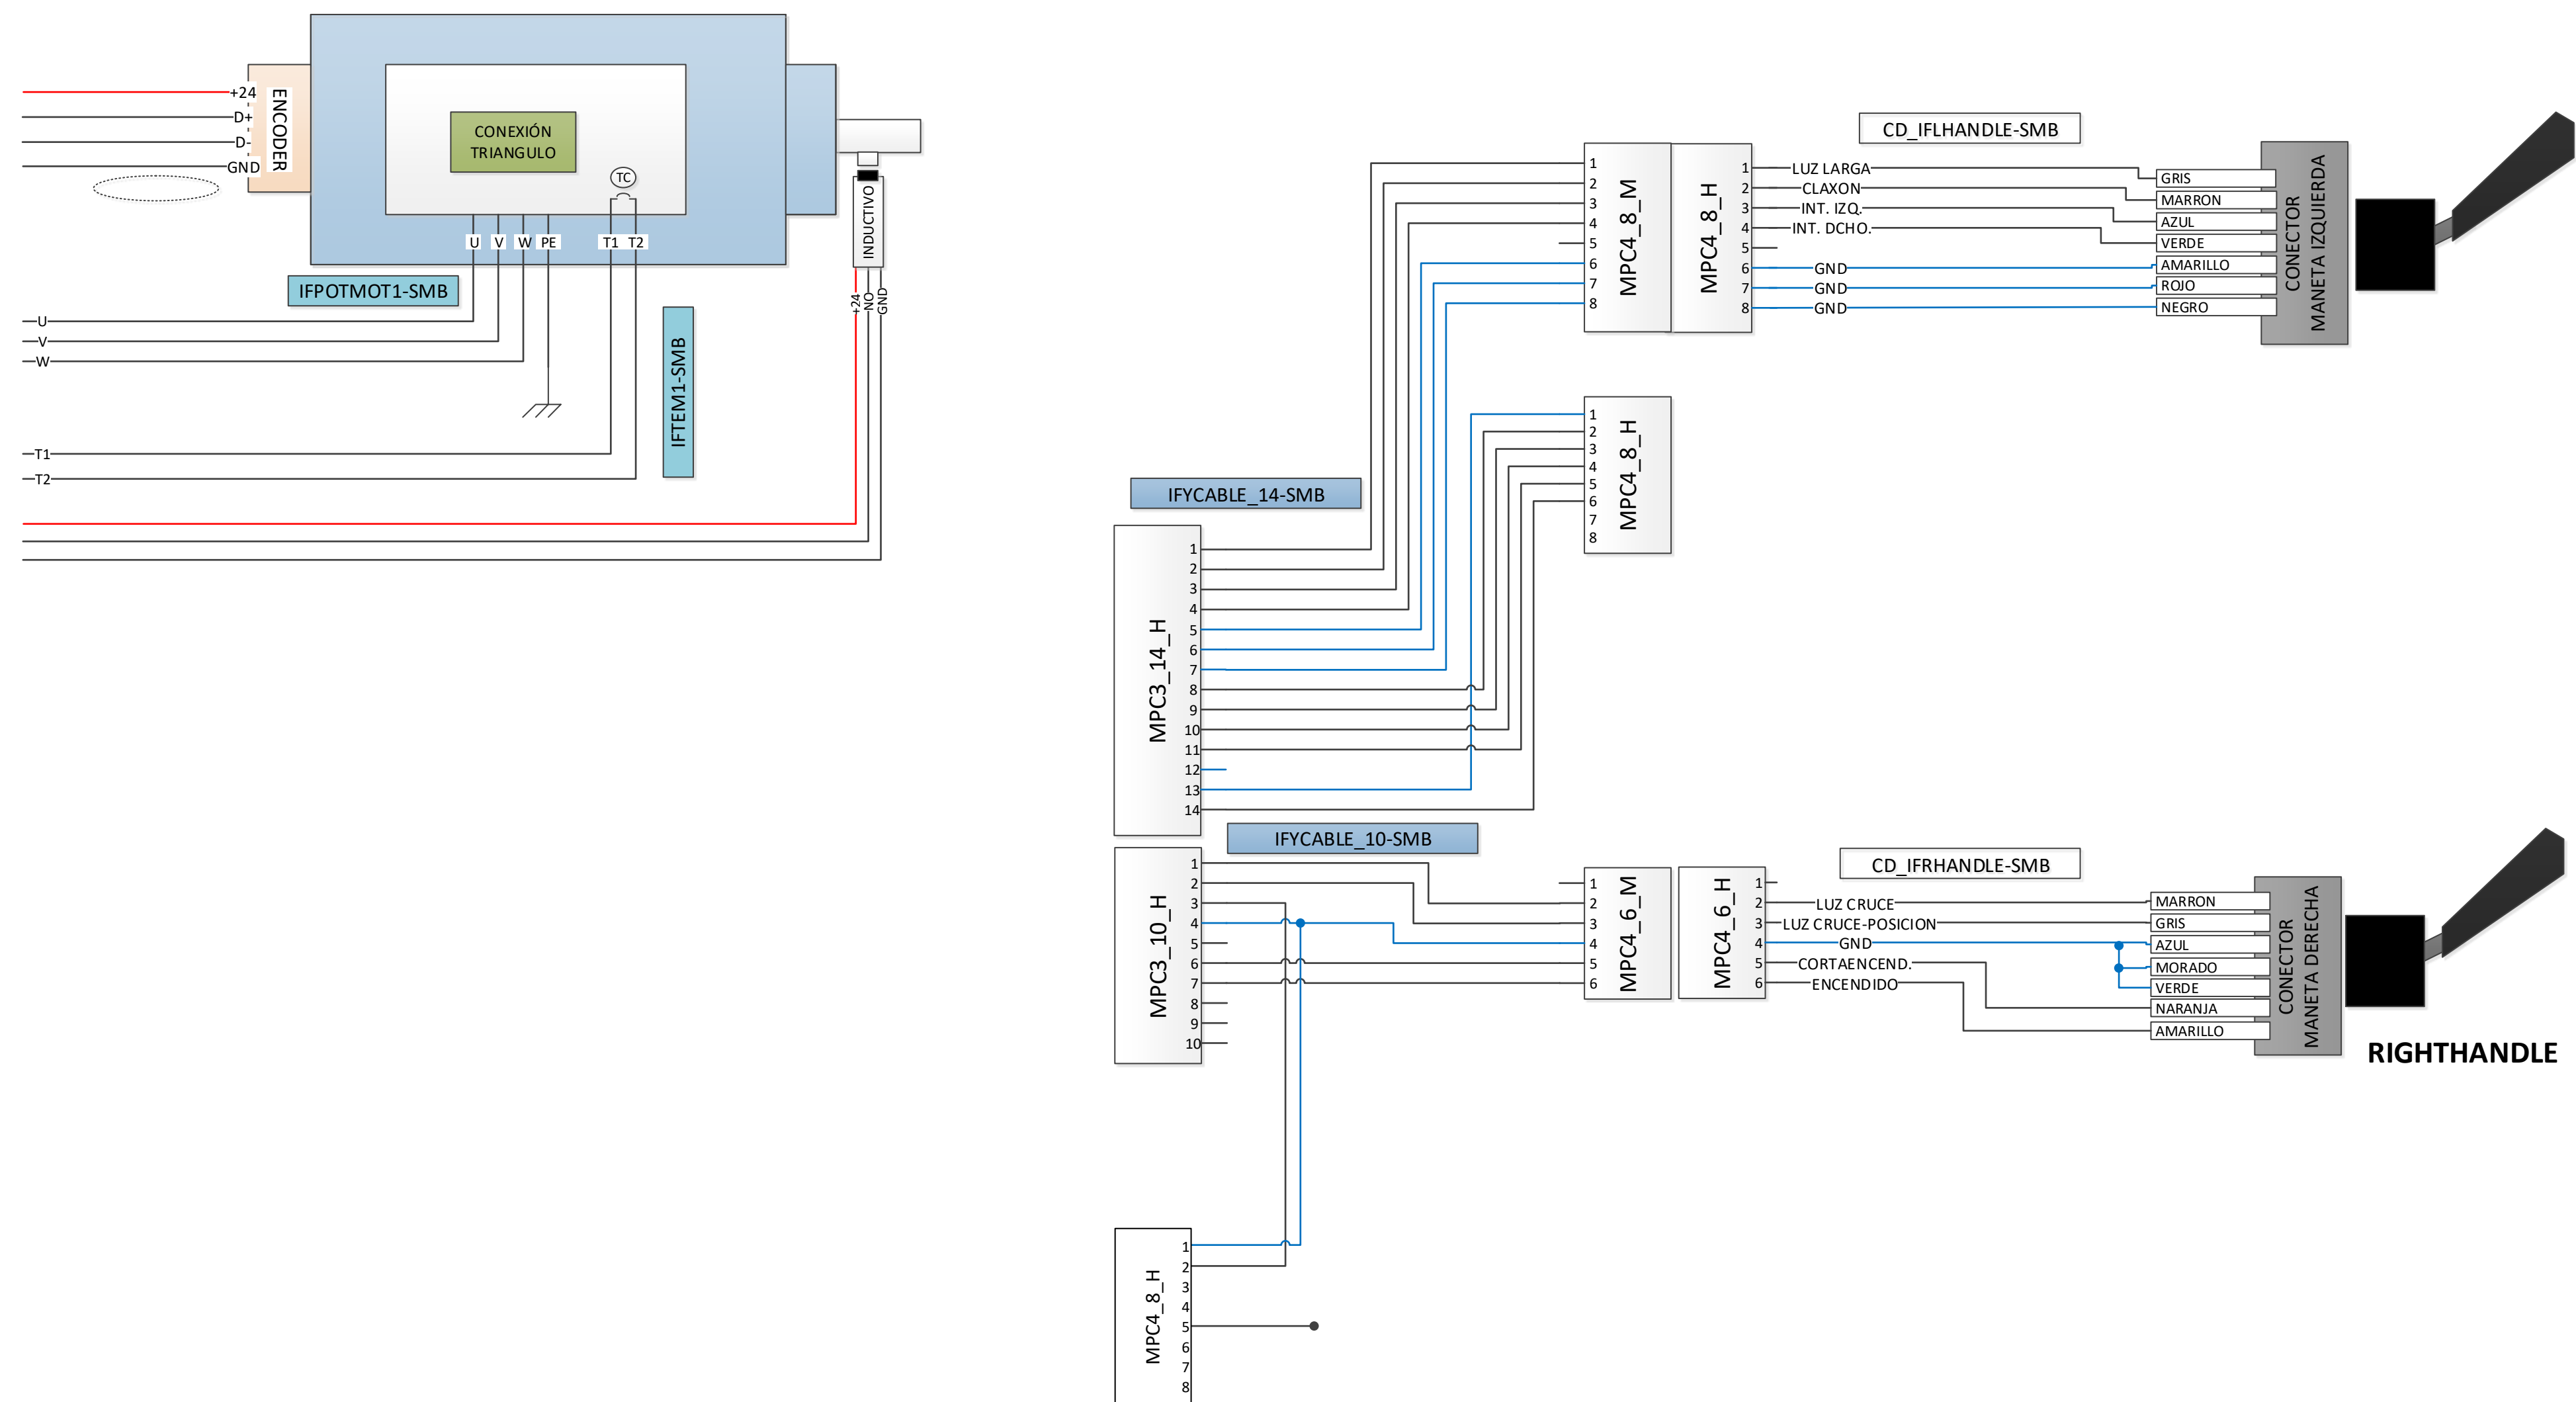 +24
D+
D-
GND
ENCODER
CONEXIÓN
TRIANGULO
TC
U
V
W
PE
T1
T2
INDUCTIVO
+24
NO
GND
IFPOTMOT1-SMB
IFTEM1-SMB
U
V
W
T1
T2
IFYCABLE_14-SMB
MPC3_14_H
1
2
3
4
5
6
7
8
9
10
11
12
13
14
MPC4_8_M
1
2
3
4
5
6
7
8
MPC4_8_H
1
2
3
4
5
6
7
8
CD_IFLHANDLE-SMB
LUZ LARGA
CLAXON
INT. IZQ.
INT. DCHO.
GND
GND
GND
GRIS
MARRON
AZUL
VERDE
AMARILLO
ROJO
NEGRO
CONECTOR
MANETA IZQUIERDA
MPC4_8_H
1
2
3
4
5
6
7
8
IFYCABLE_10-SMB
MPC3_10_H
1
2
3
4
5
6
7
8
9
10
MPC4_6_M
1
2
3
4
5
6
MPC4_6_H
1
2
3
4
5
6
CD_IFRHANDLE-SMB
LUZ CRUCE
LUZ CRUCE-POSICION
GND
CORTAENCEND.
ENCENDIDO
MARRON
GRIS
AZUL
MORADO
VERDE
NARANJA
AMARILLO
CONECTOR
MANETA DERECHA
RIGHTHANDLE
MPC4_8_H
1
2
3
4
5
6
7
8